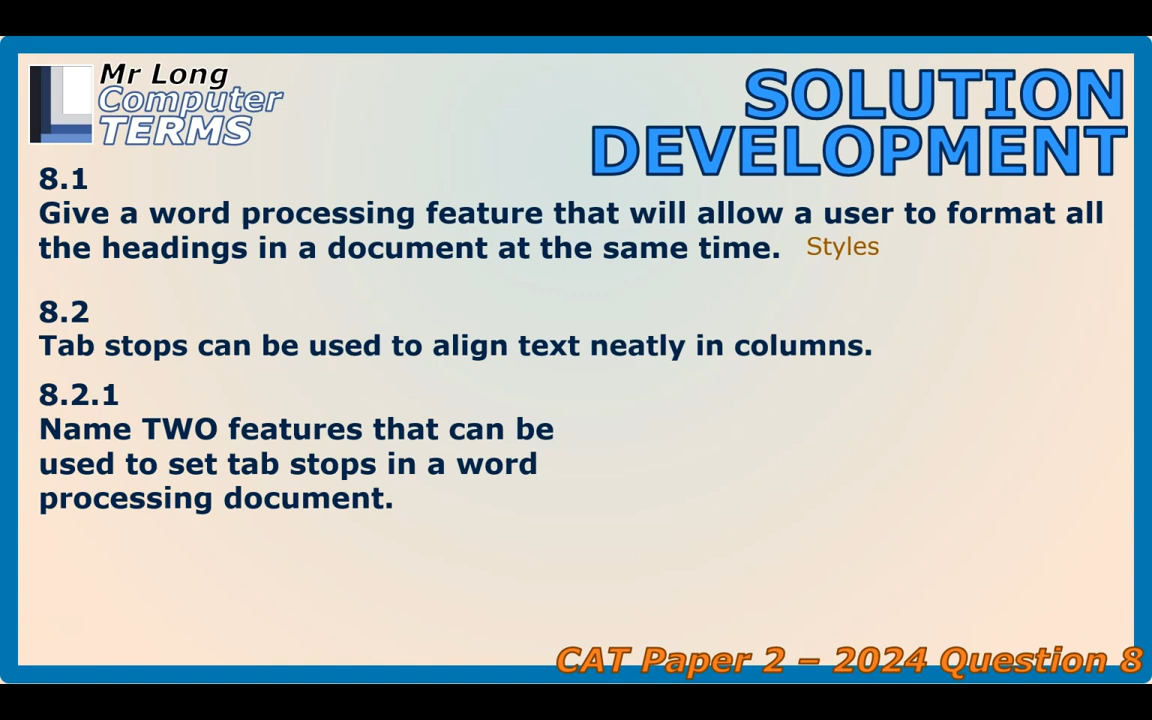 Mr Long
Computer
TERMS
SOLUTION
DEVELOPMENT
8.1
Give a word processing feature that will allow a user to format all
the headings in a document at the same time. Styles
8.2
Tab stops can be used to align text neatly in columns.
8.2.1
Name TWO features that can be
used to set tab stops in a word
processing document.
CAT Paper 2 – 2024 Question 8